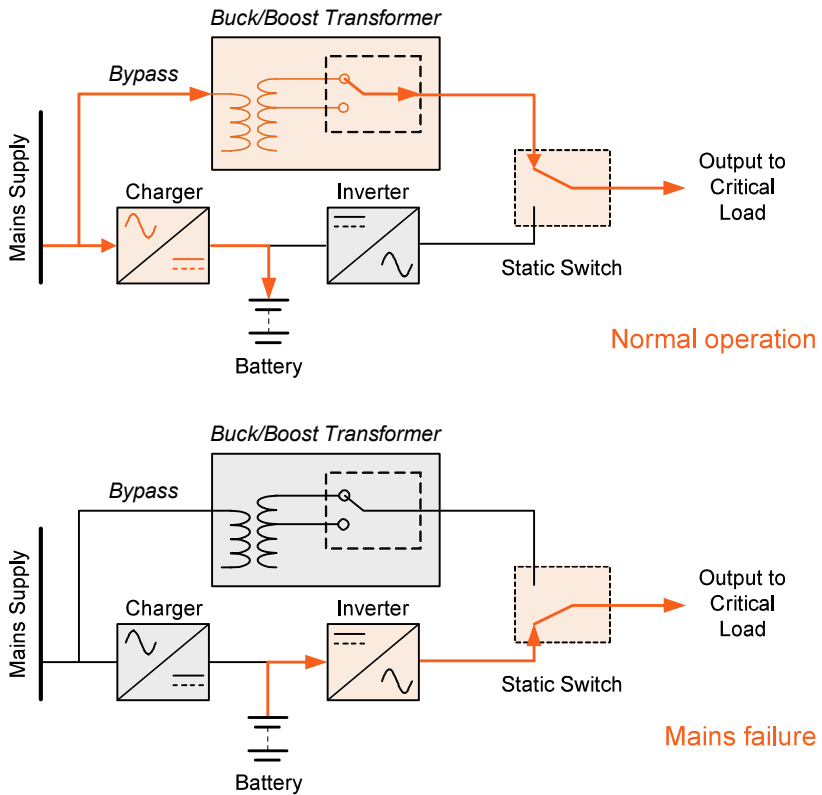 Buck/Boost Transformer
Bypass
Mains Supply
Charger
Inverter
Output to
Critical
Load
Static Switch
Battery
Normal operation
Buck/Boost Transformer
Bypass
Mains Supply
Charger
Inverter
Output to
Critical
Load
Static Switch
Battery
Mains failure